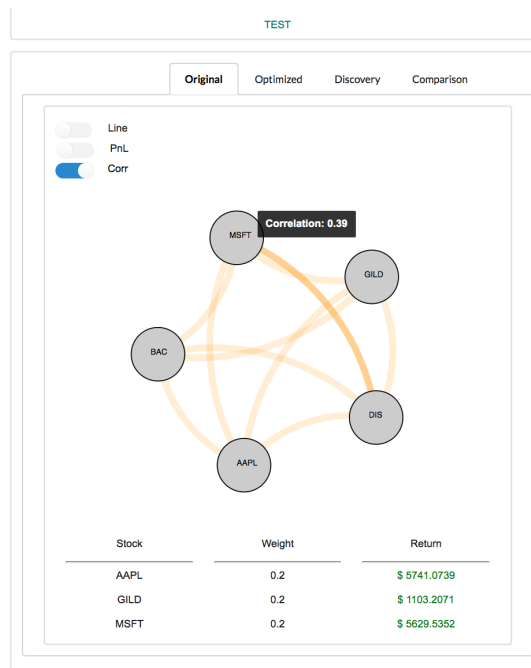 TEST
Original Optimized Discovery Comparison
Line
PnL
Corr
Correlation: 0.39
MSFT
GILD
BAC
DIS
AAPL
Stock Weight Return
AAPL 0.2 $ 5741.0739
GILD 0.2 $ 1103.2071
MSFT 0.2 $ 5629.5352